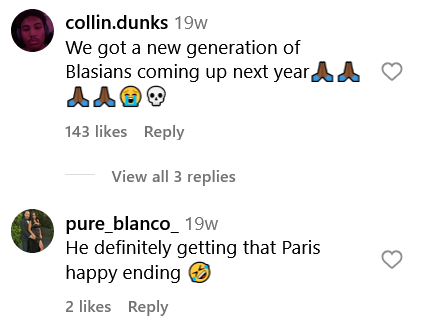 collin.dunks 19w
We got a new generation of
Blasians coming up next year🙏🏾🙏🏾
🙏🏾🙏🏾😭💀
143 likes Reply
View all 3 replies
pure_blanco_ 19w
He definitely getting that Paris
happy ending 🤣
2 likes Reply